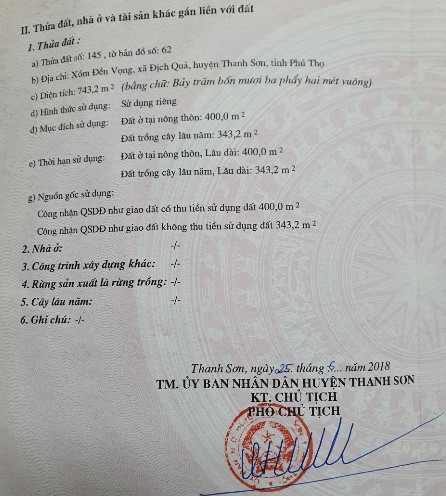 II. Thửa đất, nhà ở và tài sản khác gắn liền với đất
1. Thửa đất :
a) Thửa đất số: 145 , tờ bản đồ số: 62
b) Địa chỉ: Xóm Đền Vọng, xã Địch Quả, huyện Thanh Sơn, tỉnh Phú Thọ
c) Diện tích: 743,2 m² (bằng chữ: Bảy trăm bốn mươi ba phẩy hai mét vuông)
d) Hình thức sử dụng: Sử dụng riêng
đ) Mục đích sử dụng: Đất ở tại nông thôn: 400,0 m²
Đất trồng cây lâu năm: 343,2 m²
e) Thời hạn sử dụng: Đất ở tại nông thôn, Lâu dài: 400,0 m²
Đất trồng cây lâu năm, Lâu dài: 343,2 m²
g) Nguồn gốc sử dụng:
Công nhận QSDĐ như giao đất có thu tiền sử dụng đất 400,0 m²
Công nhận QSDĐ như giao đất không thu tiền sử dụng đất 343,2 m²
2. Nhà ở: -/-
3. Công trình xây dựng khác: -/-
4. Rừng sản xuất là rừng trồng: -/-
5. Cây lâu năm: -/-
6. Ghi chú: -/-
Thanh Sơn, ngày 25. tháng ... năm 2018
TM. ỦY BAN NHÂN DÂN HUYỆN THANH SƠN
KT. CHỦ TỊCH
PHÓ CHỦ TỊCH